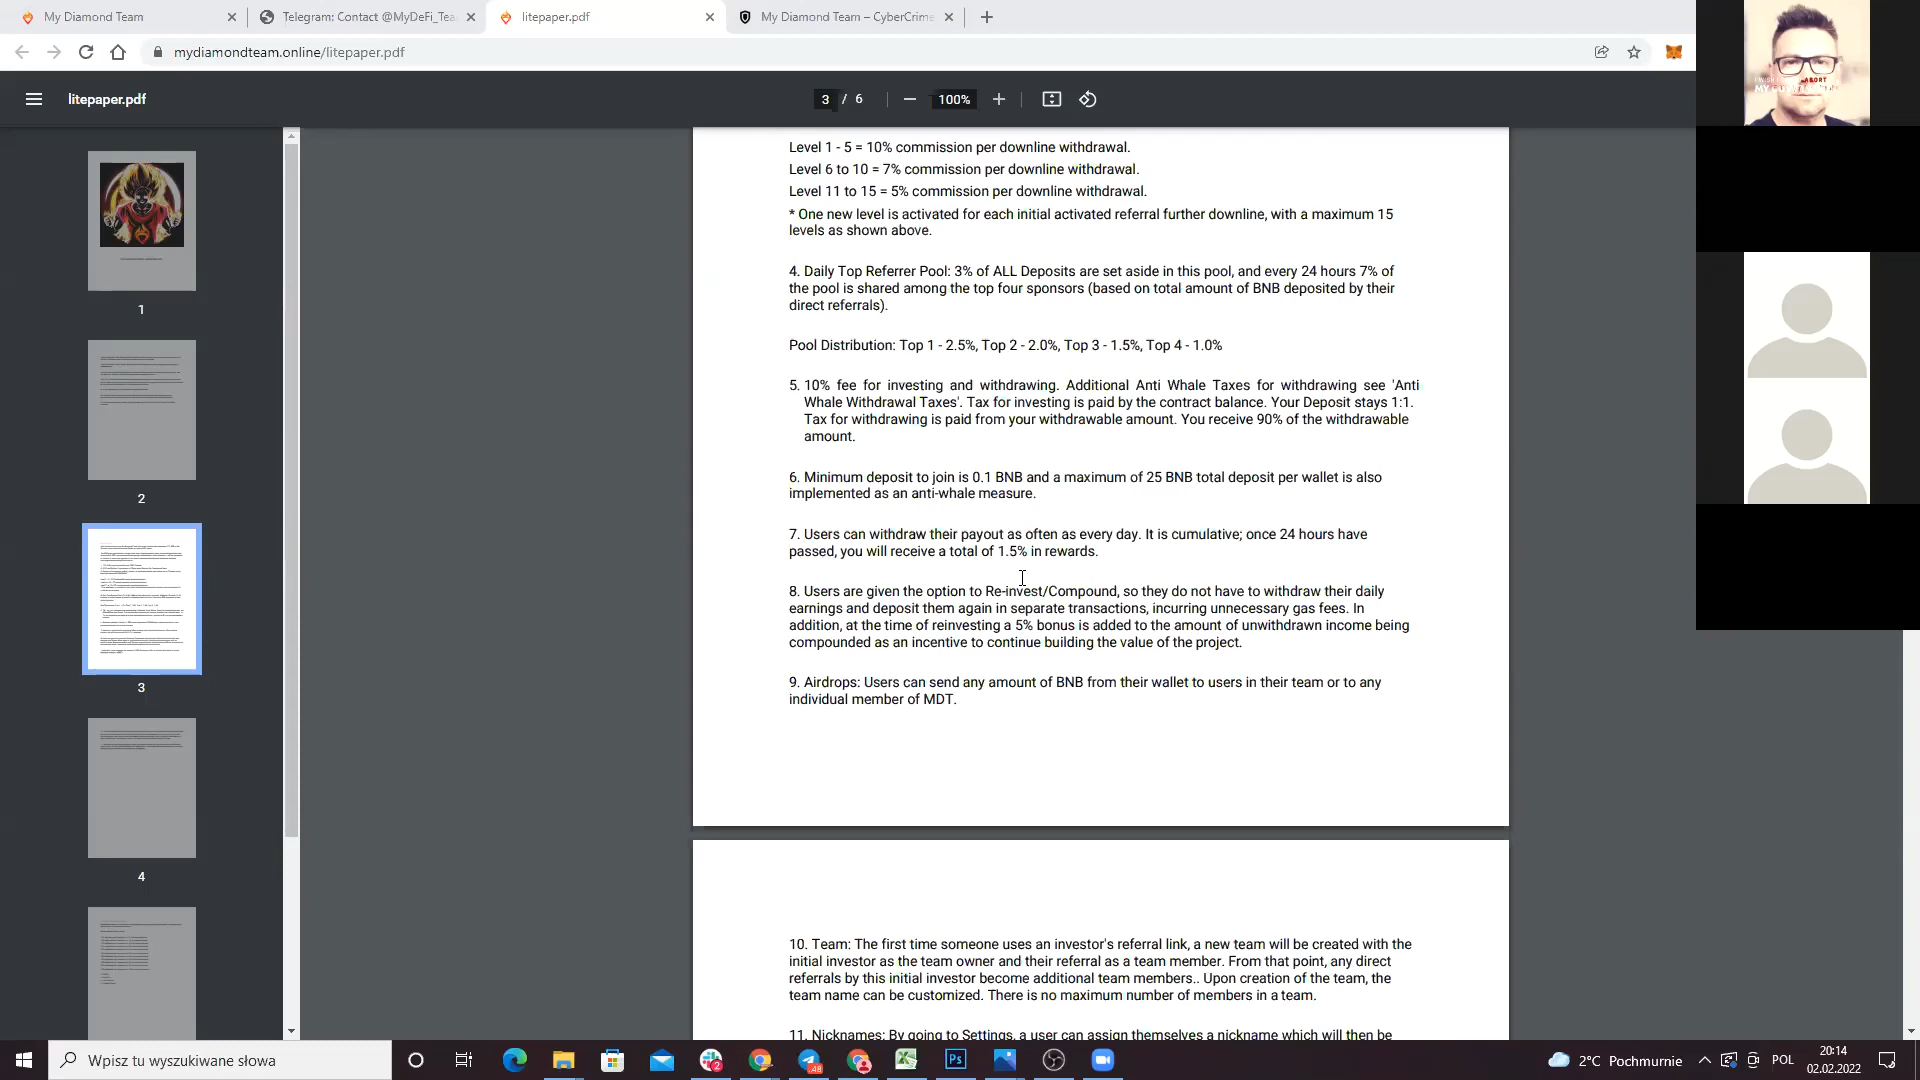 My Diamond Team
Telegram: Contact @MyDeFi_Tea
litepaper.pdf
My Diamond Team – CyberCrime
mydiamondteam.online/litepaper.pdf
litepaper.pdf
3 / 6
100%
Level 1 - 5 = 10% commission per downline withdrawal.
Level 6 to 10 = 7% commission per downline withdrawal.
Level 11 to 15 = 5% commission per downline withdrawal.
* One new level is activated for each initial activated referral further downline, with a maximum 15
levels as shown above.
4. Daily Top Referrer Pool: 3% of ALL Deposits are set aside in this pool, and every 24 hours 7% of
the pool is shared among the top four sponsors (based on total amount of BNB deposited by their
direct referrals).
Pool Distribution: Top 1 - 2.5%, Top 2 - 2.0%, Top 3 - 1.5%, Top 4 - 1.0%
5. 10% fee for investing and withdrawing. Additional Anti Whale Taxes for withdrawing see 'Anti
Whale Withdrawal Taxes'. Tax for investing is paid by the contract balance. Your Deposit stays 1:1.
Tax for withdrawing is paid from your withdrawable amount. You receive 90% of the withdrawable
amount.
6. Minimum deposit to join is 0.1 BNB and a maximum of 25 BNB total deposit per wallet is also
implemented as an anti-whale measure.
7. Users can withdraw their payout as often as every day. It is cumulative; once 24 hours have
passed, you will receive a total of 1.5% in rewards.
8. Users are given the option to Re-invest/Compound, so they do not have to withdraw their daily
earnings and deposit them again in separate transactions, incurring unnecessary gas fees. In
addition, at the time of reinvesting a 5% bonus is added to the amount of unwithdrawn income being
compounded as an incentive to continue building the value of the project.
9. Airdrops: Users can send any amount of BNB from their wallet to users in their team or to any
individual member of MDT.
10. Team: The first time someone uses an investor's referral link, a new team will be created with the
initial investor as the team owner and their referral as a team member. From that point, any direct
referrals by this initial investor become additional team members.. Upon creation of the team, the
team name can be customized. There is no maximum number of members in a team.
11. Nicknames: By going to Settings, a user can assign themselves a nickname which will then be
1
2
3
4
Wpisz tu wyszukiwane słowa
2
48
Ps
2°C Pochmurnie
POL
20:14
02.02.2022